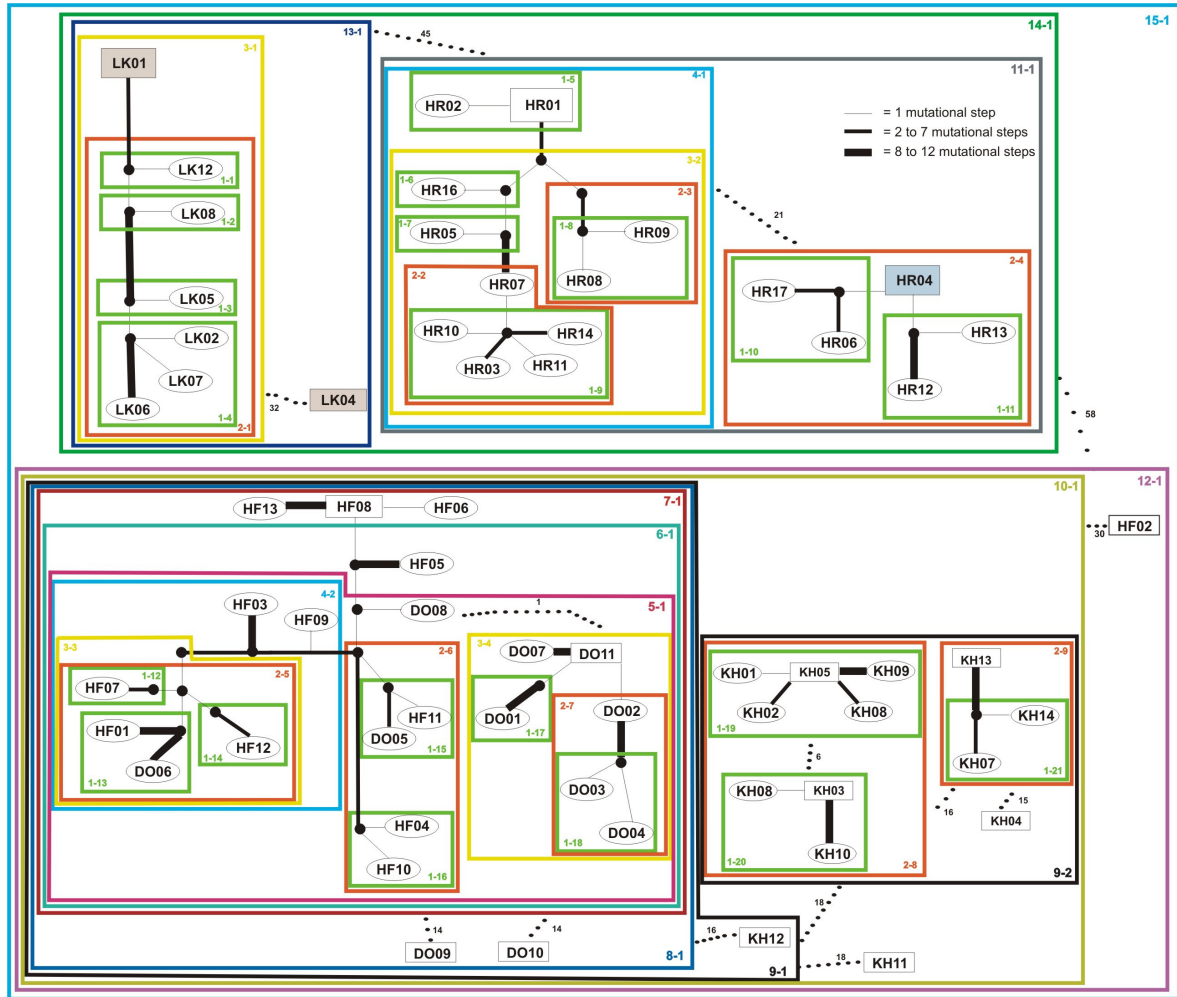 15-1
14-1
13-1
45
3-1
LK01
LK12
1-1
LK08
1-2
LK05
1-3
LK02
LK07
LK06
1-4
2-1
32
LK04
11-1
4-1
1-5
HR02
HR01
= 1 mutational step
= 2 to 7 mutational steps
= 8 to 12 mutational steps
3-2
1-6
HR16
2-3
1-7
HR05
1-8
HR09
HR08
2-2
HR07
HR10
HR14
HR03
HR11
1-9
21
2-4
HR17
HR04
HR06
1-10
HR13
HR12
1-11
58
12-1
10-1
HF02
30
7-1
HF13
HF08
HF06
6-1
HF05
5-1
4-2
HF03
HF09
DO08
1
3-3
1-12
2-5
HF07
HF01
DO06
1-13
1-14
HF12
2-6
HF11
DO05
1-15
HF04
HF10
1-16
3-4
DO07
DO11
DO01
1-17
2-7
DO02
DO03
DO04
1-18
KH01
KH05
KH09
KH02
KH08
1-19
6
KH08
KH03
KH10
1-20
2-8
2-9
KH13
KH14
KH07
1-21
16
15
KH04
9-2
18
14
DO09
14
DO10
8-1
16
KH12
9-1
18
KH11